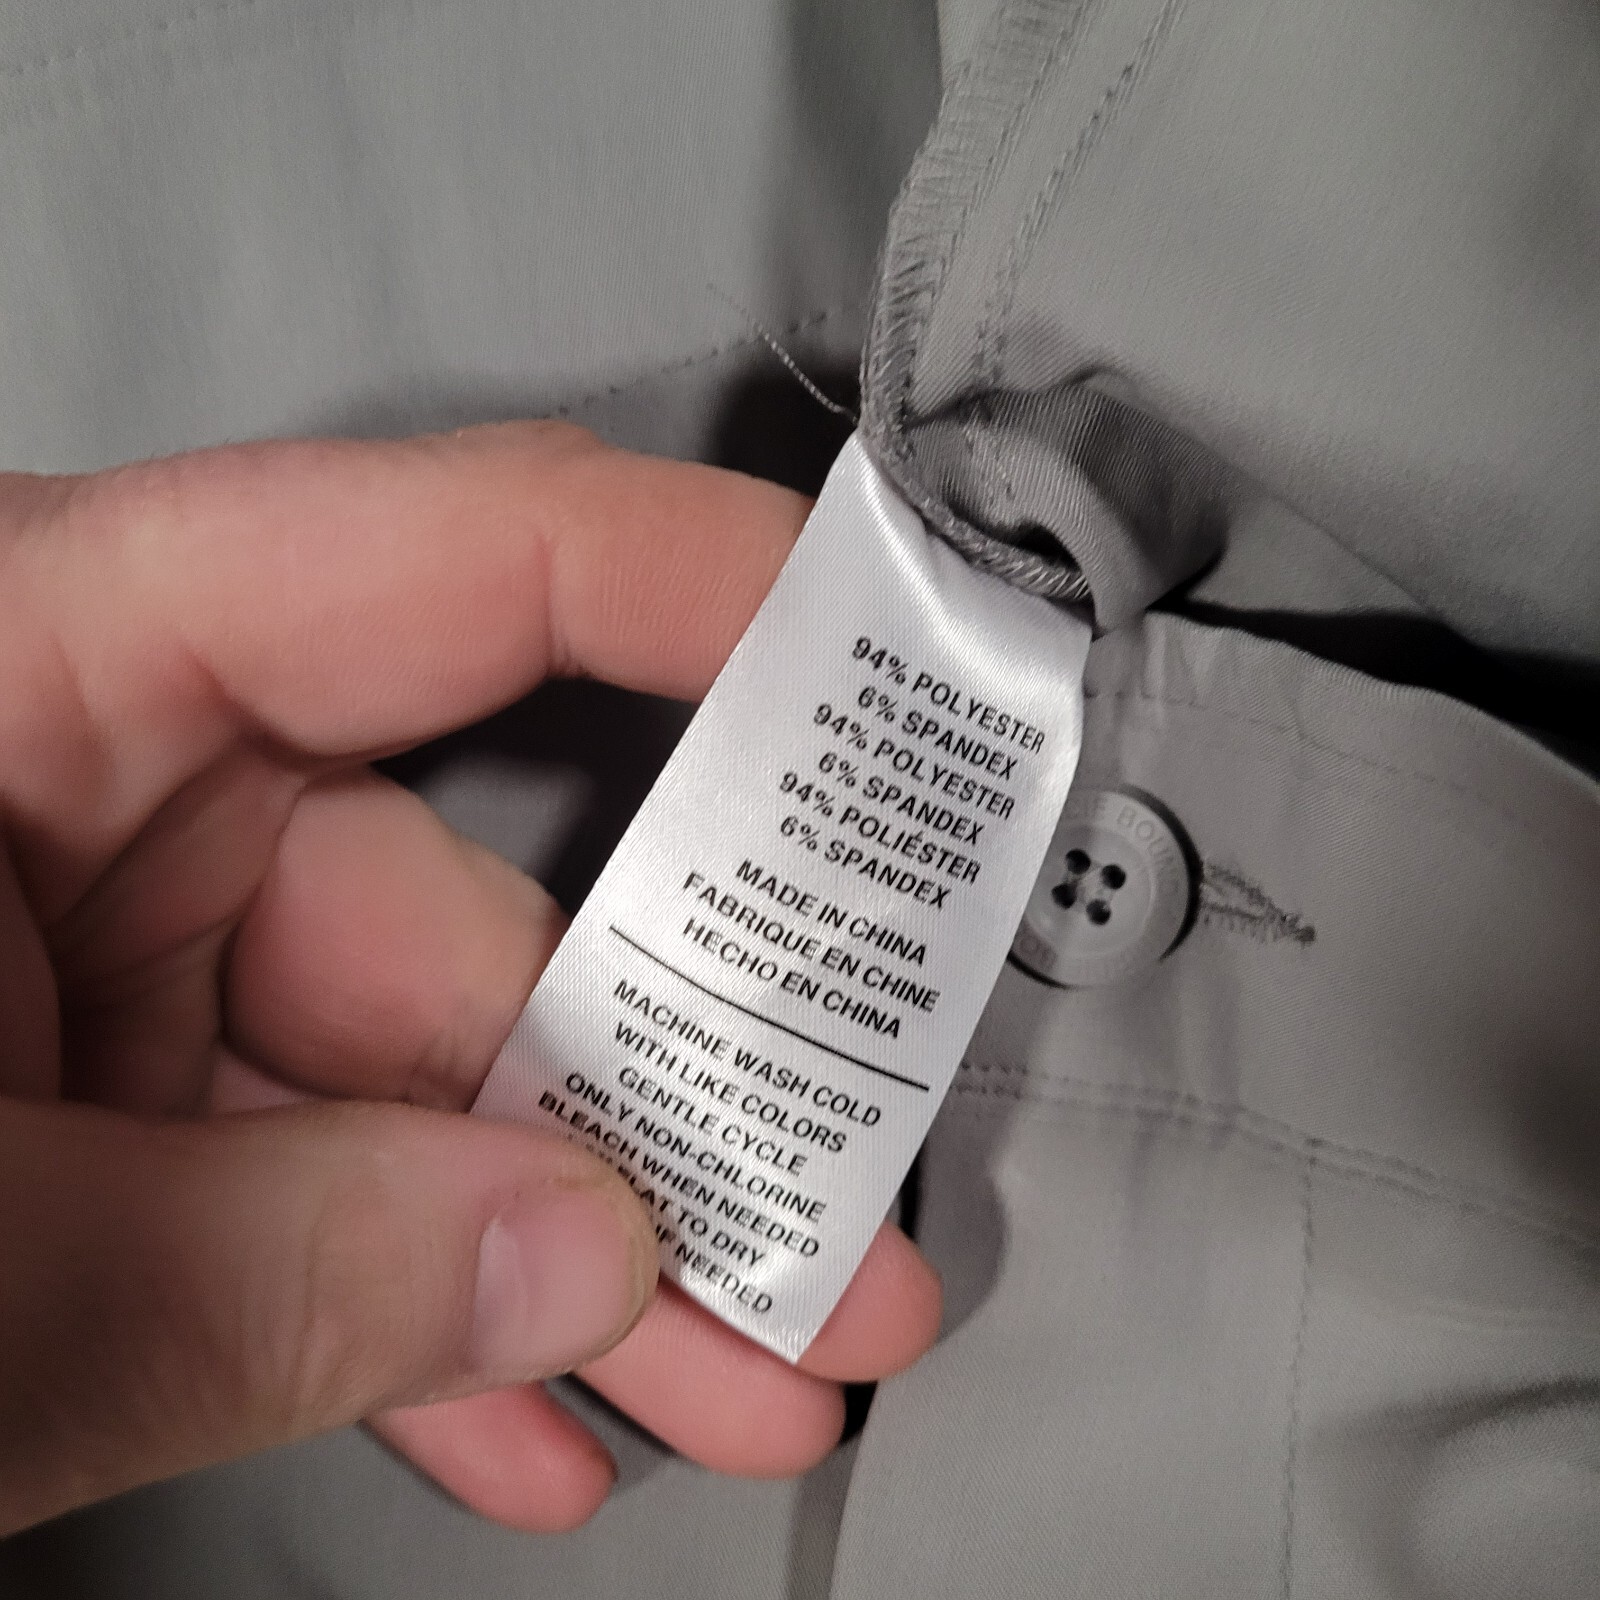 94% POLYESTER
6% SPANDEX
94% POLYESTER
6% SPANDEX
94% POLIÉSTER
6% SPANDEX
MADE IN CHINA
FABRIQUE EN CHINE
HECHO EN CHINA
MACHINE WASH COLD
WITH LIKE COLORS
GENTLE CYCLE
ONLY NON-CHLORINE
BLEACH WHEN NEEDED
FLAT TO DRY
IF NEEDED